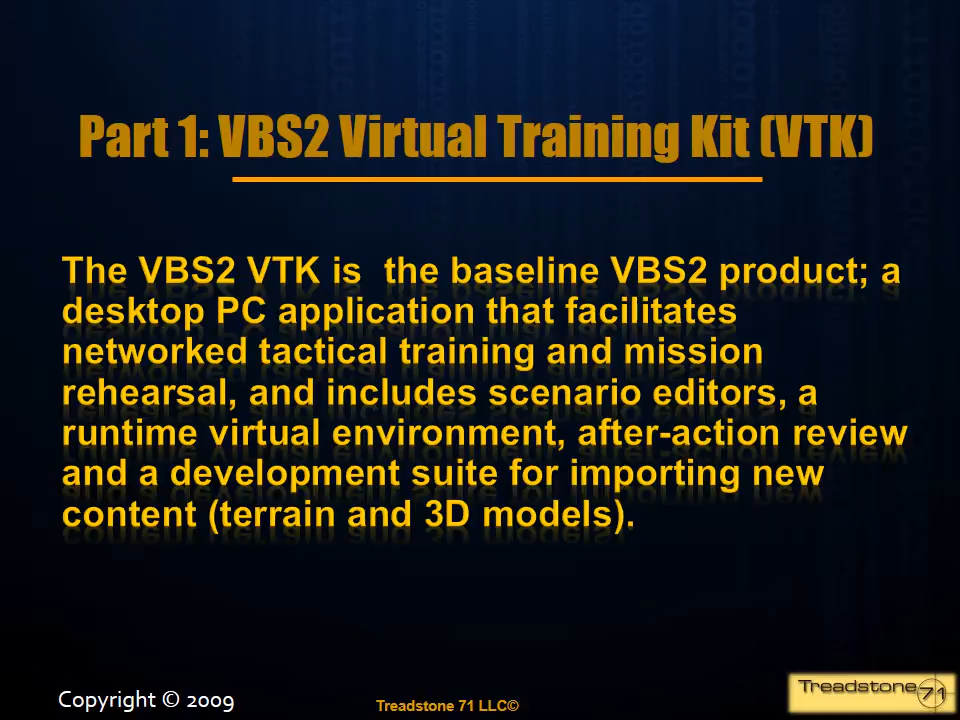 Part 1: VBS2 Virtual Training Kit (VTK)
The VBS2 VTK is  the baseline VBS2 product; a
desktop PC application that facilitates
networked tactical training and mission
rehearsal, and includes scenario editors, a
runtime virtual environment, after-action review
and a development suite for importing new
content (terrain and 3D models).
Copyright © 2009
Treadstone 71 LLC©
Treadstone 71